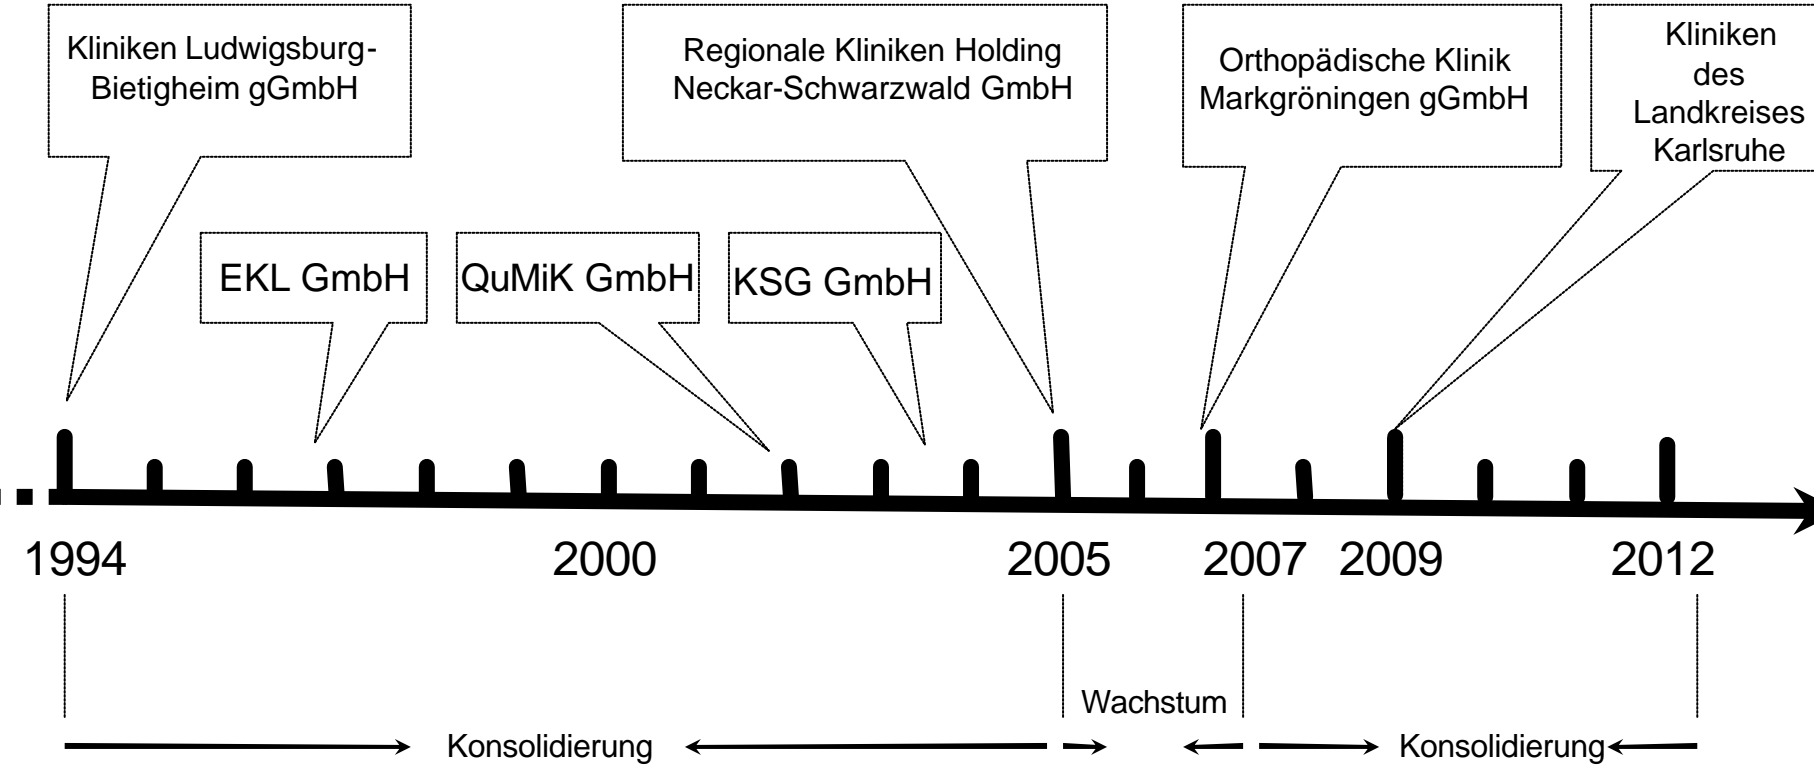 Kliniken Ludwigsburg-
Bietigheim gGmbH
Regionale Kliniken Holding
Neckar-Schwarzwald GmbH
Orthopädische Klinik
Markgröningen gGmbH
Kliniken
des
Landkreises
Karlsruhe
EKL GmbH
QuMiK GmbH
KSG GmbH
1994
2000
2005
2007
2009
2012
Wachstum
Konsolidierung
Konsolidierung